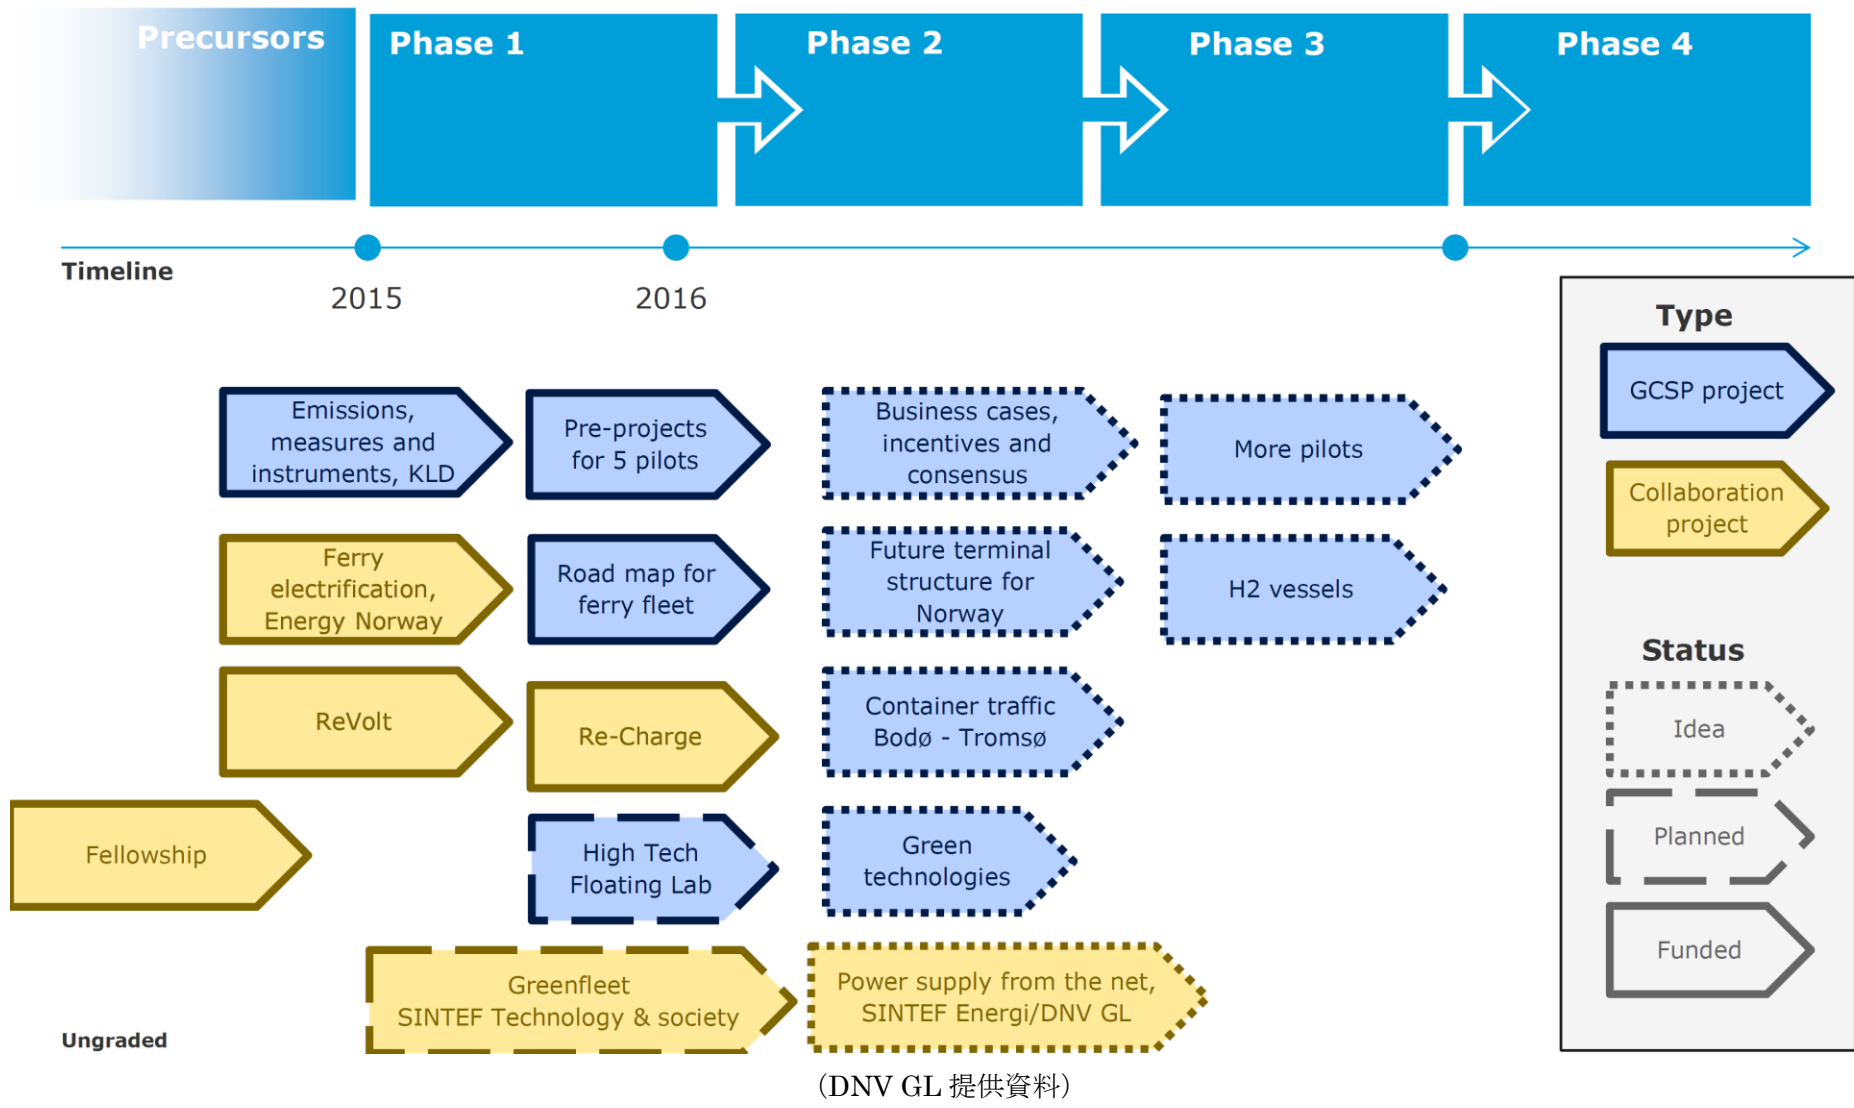 Precursors
Phase 1
Phase 2
Phase 3
Phase 4
Timeline
2015
2016
Emissions,
measures and
instruments, KLD
Pre-projects
for 5 pilots
Business cases,
incentives and
consensus
More pilots
Ferry
electrification,
Energy Norway
Road map for
ferry fleet
Future terminal
structure for
Norway
H2 vessels
ReVolt
Re-Charge
Container traffic
Bodø - Tromsø
Fellowship
High Tech
Floating Lab
Green
technologies
Greenfleet
SINTEF Technology & society
Power supply from the net,
SINTEF Energi/DNV GL
Type
GCSP project
Collaboration
project
Status
Idea
Planned
Funded
Ungraded
(DNV GL 提供資料)